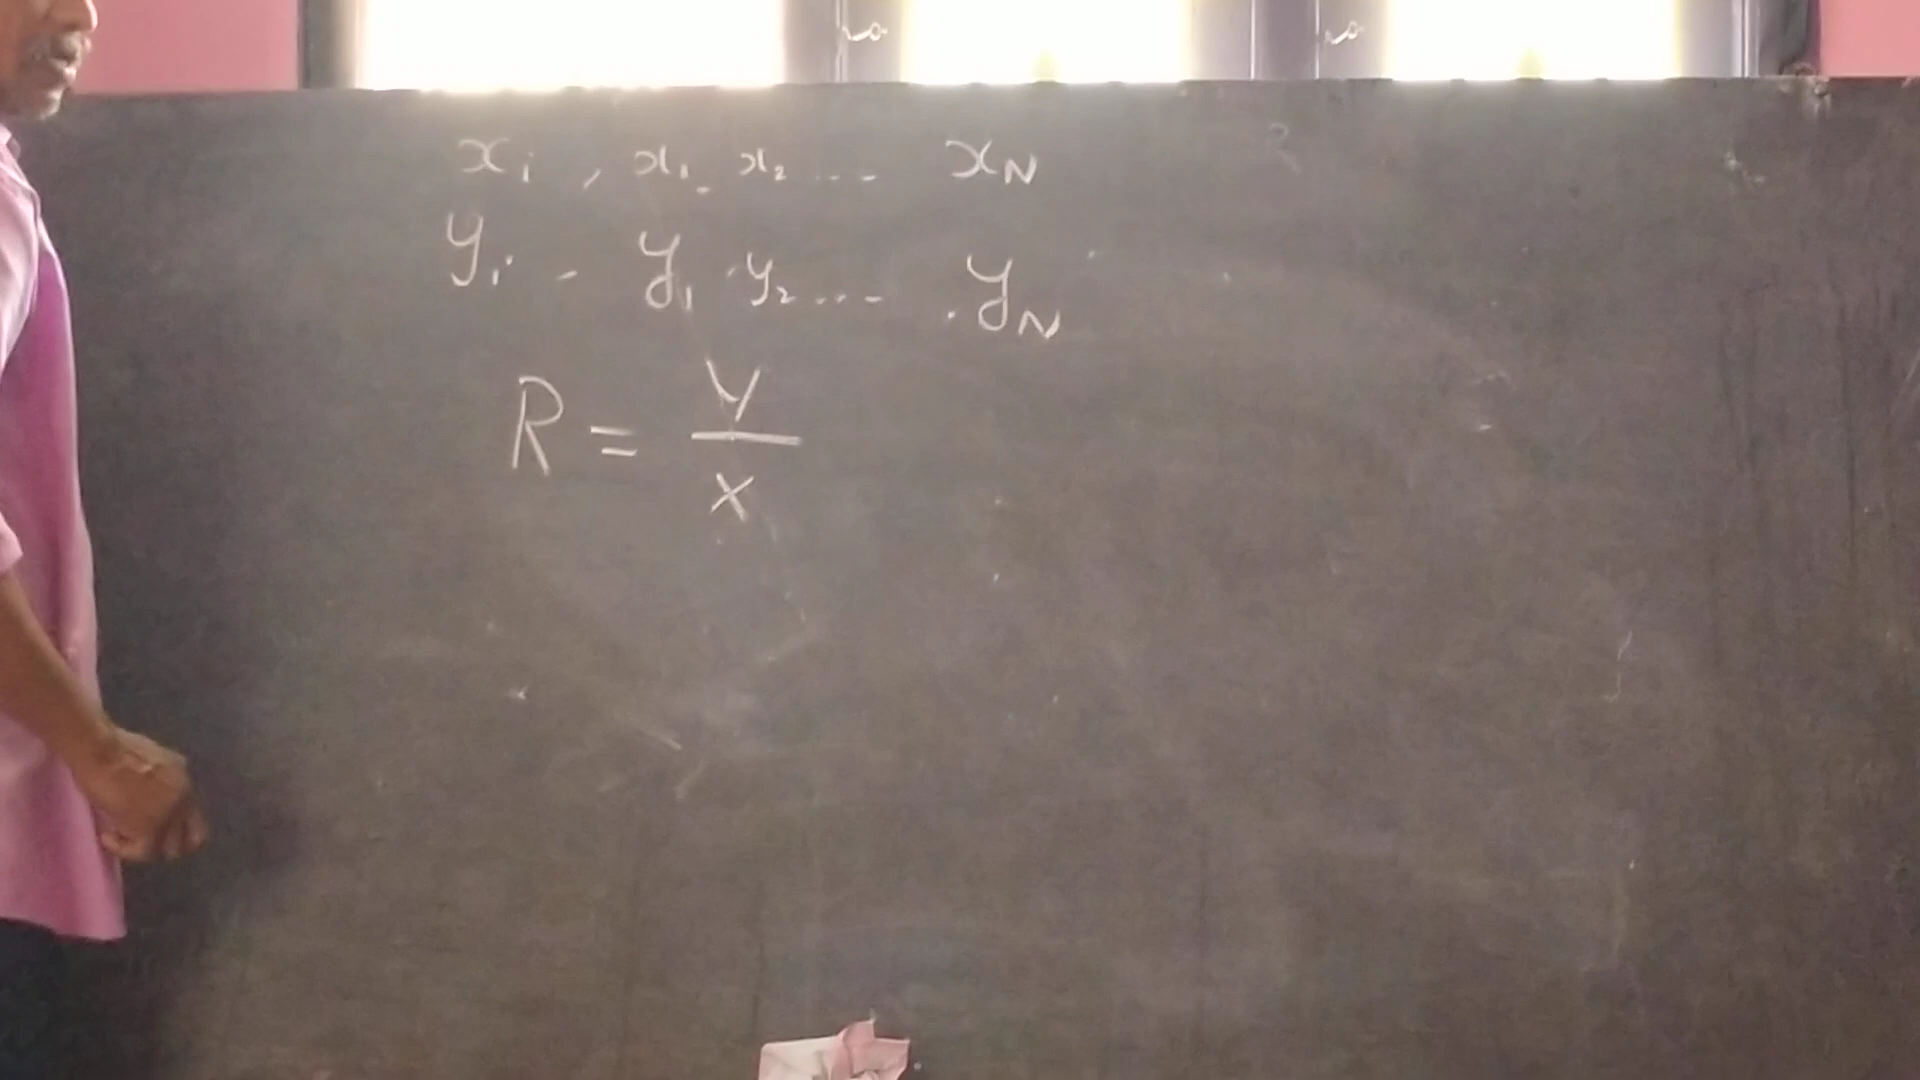 xi , x1 x2 ... xN
yi - y1 y2 ... yN
R = Y/X